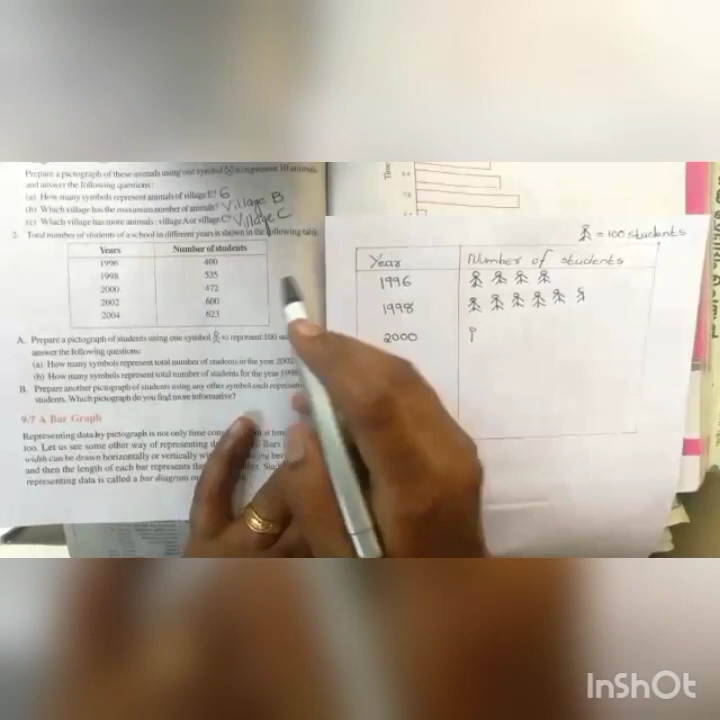 Prepare a pictograph of these animals using one symbol ⊗ to represent 10 animals
and answer the following questions:
(a) How many symbols represent animals of village E? 6
(b) Which village has the maximum number of animals? Village B
(c) Which village has more animals : village A or village C? Village C
2. Total number of students of a school in different years is shown in the following table
Years Number of students
1996 400
1998 535
2000 472
2002 600
2004 623
A. Prepare a pictograph of students using one symbol to represent 100
answer the following questions:
(a) How many symbols represent total number of students in the year 2002
(b) How many symbols represent total number of students for the year 1998
B. Prepare another pictograph of students using any other symbol each
students. Which pictograph do you find more informative?
9.7 A Bar Graph
Representing data by pictograph is not only time
too. Let us see some other way of representing Bars
width can be drawn horizontally or vertically
and then the length of each bar represents
representing data is called a bar diagram
Time
= 100 students
Year Number of students
1996
1998
2000
InShOt